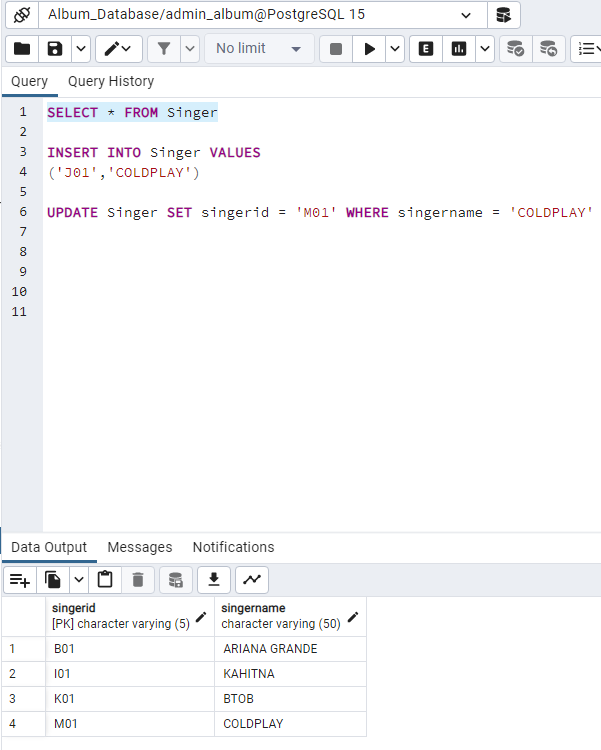 Album_Database/admin_album@PostgreSQL 15
No limit
E
Query Query History
1 SELECT * FROM Singer
2
3 INSERT INTO Singer VALUES
4 ('J01','COLDPLAY')
5
6 UPDATE Singer SET singerid = 'M01' WHERE singername = 'COLDPLAY'
7
8
9
10
11
Data Output Messages Notifications
singerid singername
[PK] character varying (5) character varying (50)
1 B01 ARIANA GRANDE
2 I01 KAHITNA
3 K01 BTOB
4 M01 COLDPLAY